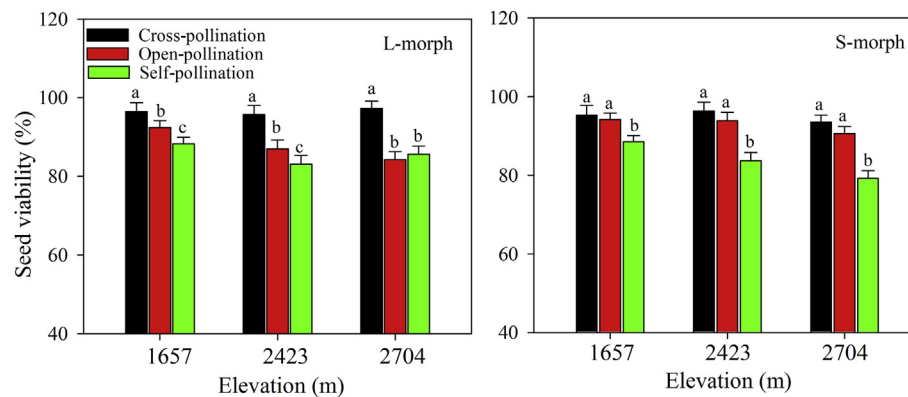 120
Cross-pollination
Open-pollination
Self-pollination
L-morph
100
80
60
40
a b c a b c a b b
1657 2423 2704
Elevation (m)
Seed viability (%)
120
S-morph
100
80
60
40
a a b a a b a a b
1657 2423 2704
Elevation (m)